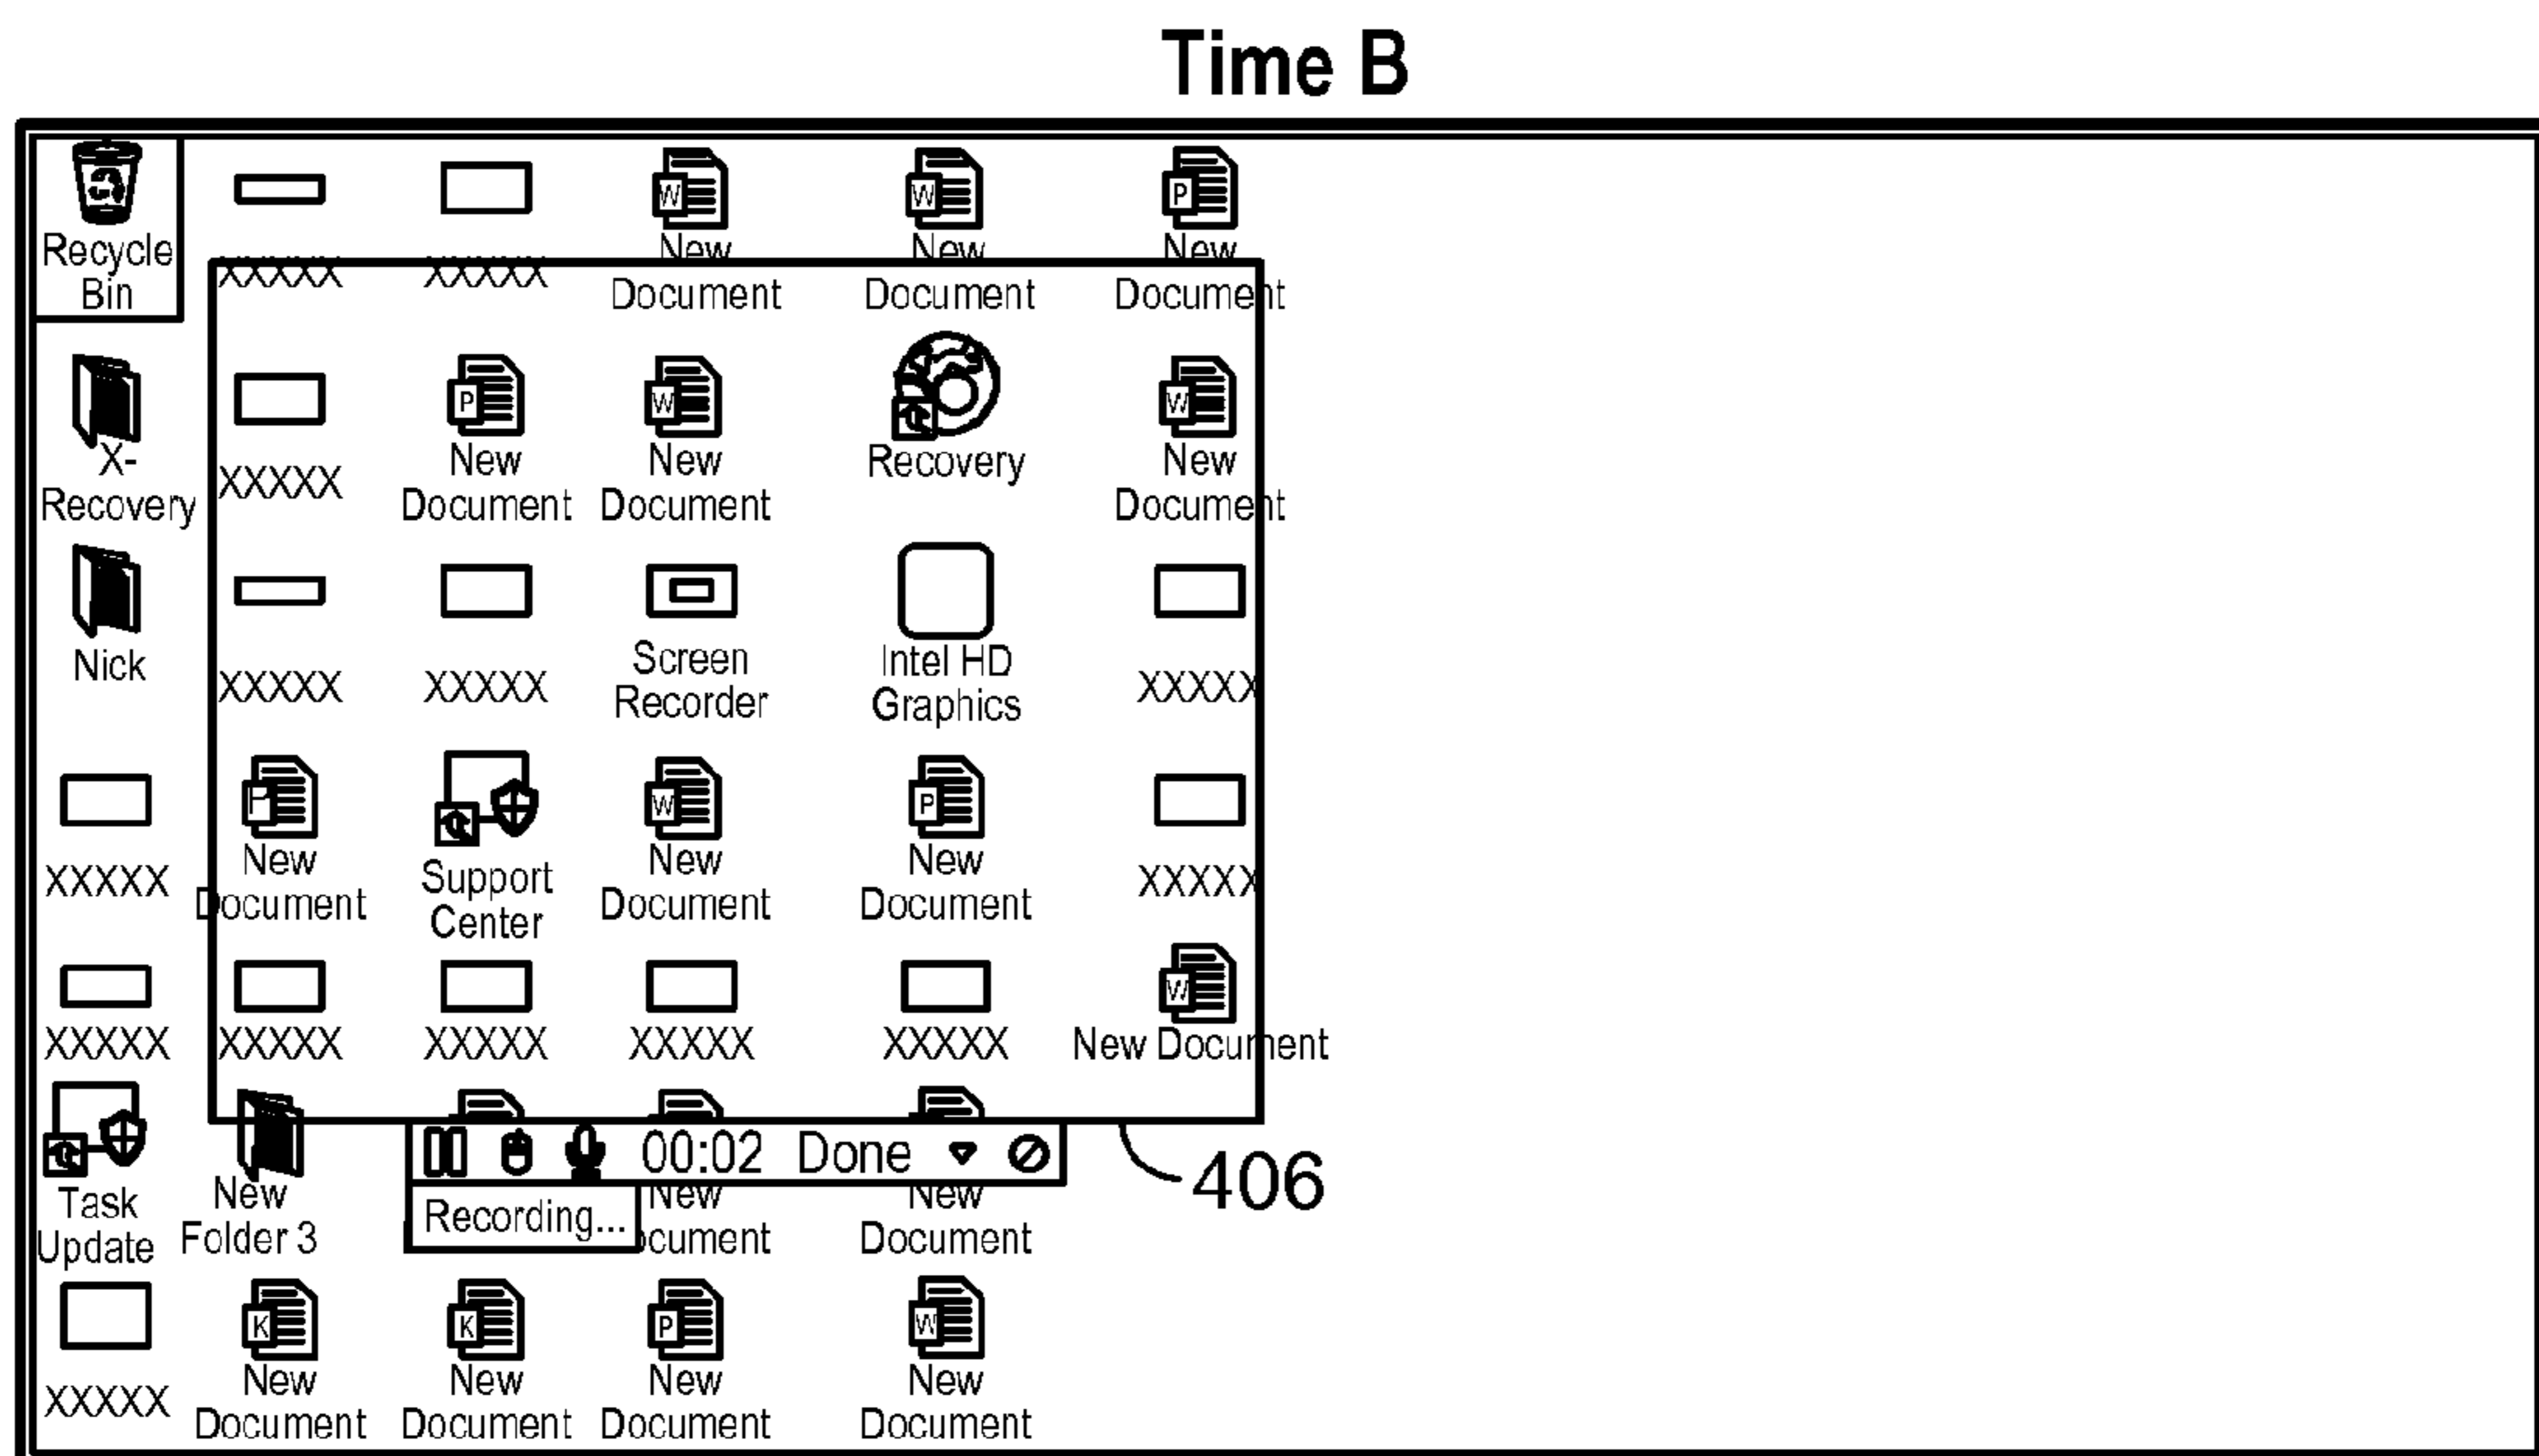 Time B
W
W
P
Recycle
Bin
XXXXX
XXXXX
New
Document
New
Document
New
Document
P
W
W
X-
Recovery
XXXXX
New
Document
New
Document
Recovery
New
Document
Nick
XXXXX
XXXXX
Screen
Recorder
Intel HD
Graphics
XXXXX
W
P
XXXXX
New
Document
Support
Center
New
Document
New
Document
XXXXX
W
XXXXX
XXXXX
XXXXX
XXXXX
XXXXX
New Document
00:02 Done
406
Task
Update
New
Folder 3
Recording...
New
Document
New
Document
K
K
P
W
XXXXX
New
Document
New
Document
New
Document
New
Document